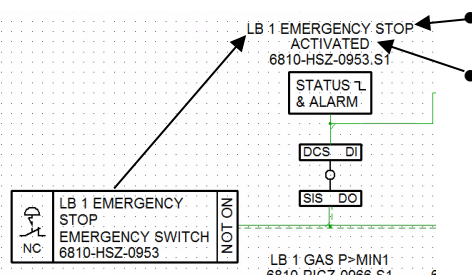 LB 1 EMERGENCY STOP
ACTIVATED
6810-HSZ-0953.S1
STATUS
& ALARM
DCS DI
SIS DO
LB 1 EMERGENCY
STOP
EMERGENCY SWITCH
6810-HSZ-0953
NC
NOT ON
LB 1 GAS P>MIN1